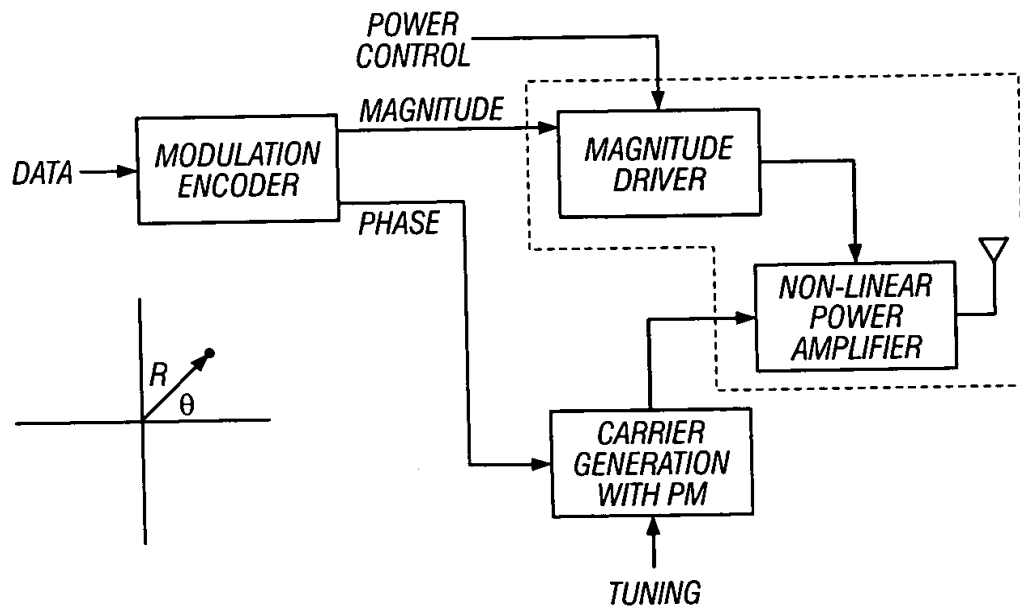 POWER
CONTROL
MAGNITUDE
DATA
MODULATION
ENCODER
MAGNITUDE
DRIVER
PHASE
NON-LINEAR
POWER
AMPLIFIER
R
θ
CARRIER
GENERATION
WITH PM
TUNING